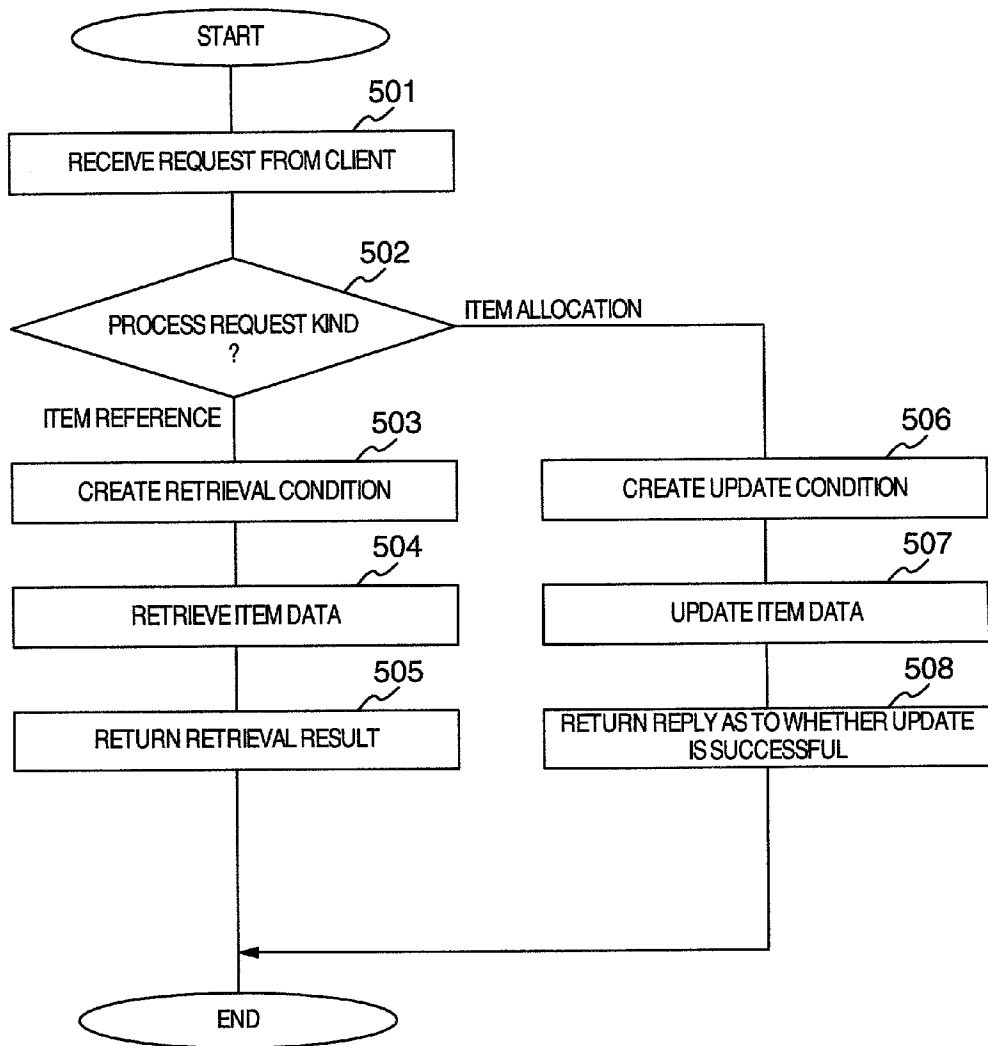 START
501
RECEIVE REQUEST FROM CLIENT
502
PROCESS REQUEST KIND
?
ITEM ALLOCATION
ITEM REFERENCE
503
CREATE RETRIEVAL CONDITION
504
RETRIEVE ITEM DATA
505
RETURN RETRIEVAL RESULT
506
CREATE UPDATE CONDITION
507
UPDATE ITEM DATA
508
RETURN REPLY AS TO WHETHER UPDATE
IS SUCCESSFUL
END